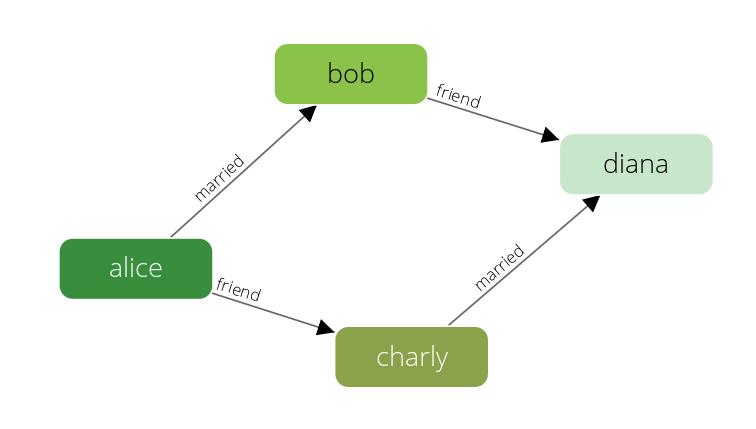 bob
friend
married
diana
alice
friend
married
charly